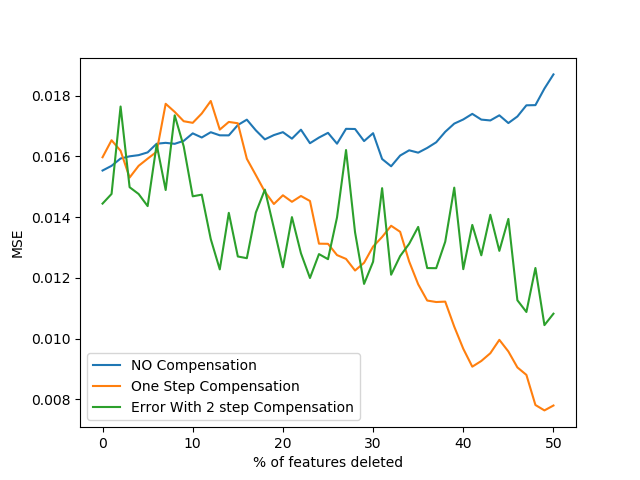 0.018
0.016
0.014
0.012
0.010
0.008
MSE
NO Compensation
One Step Compensation
Error With 2 step Compensation
0 10 20 30 40 50
% of features deleted